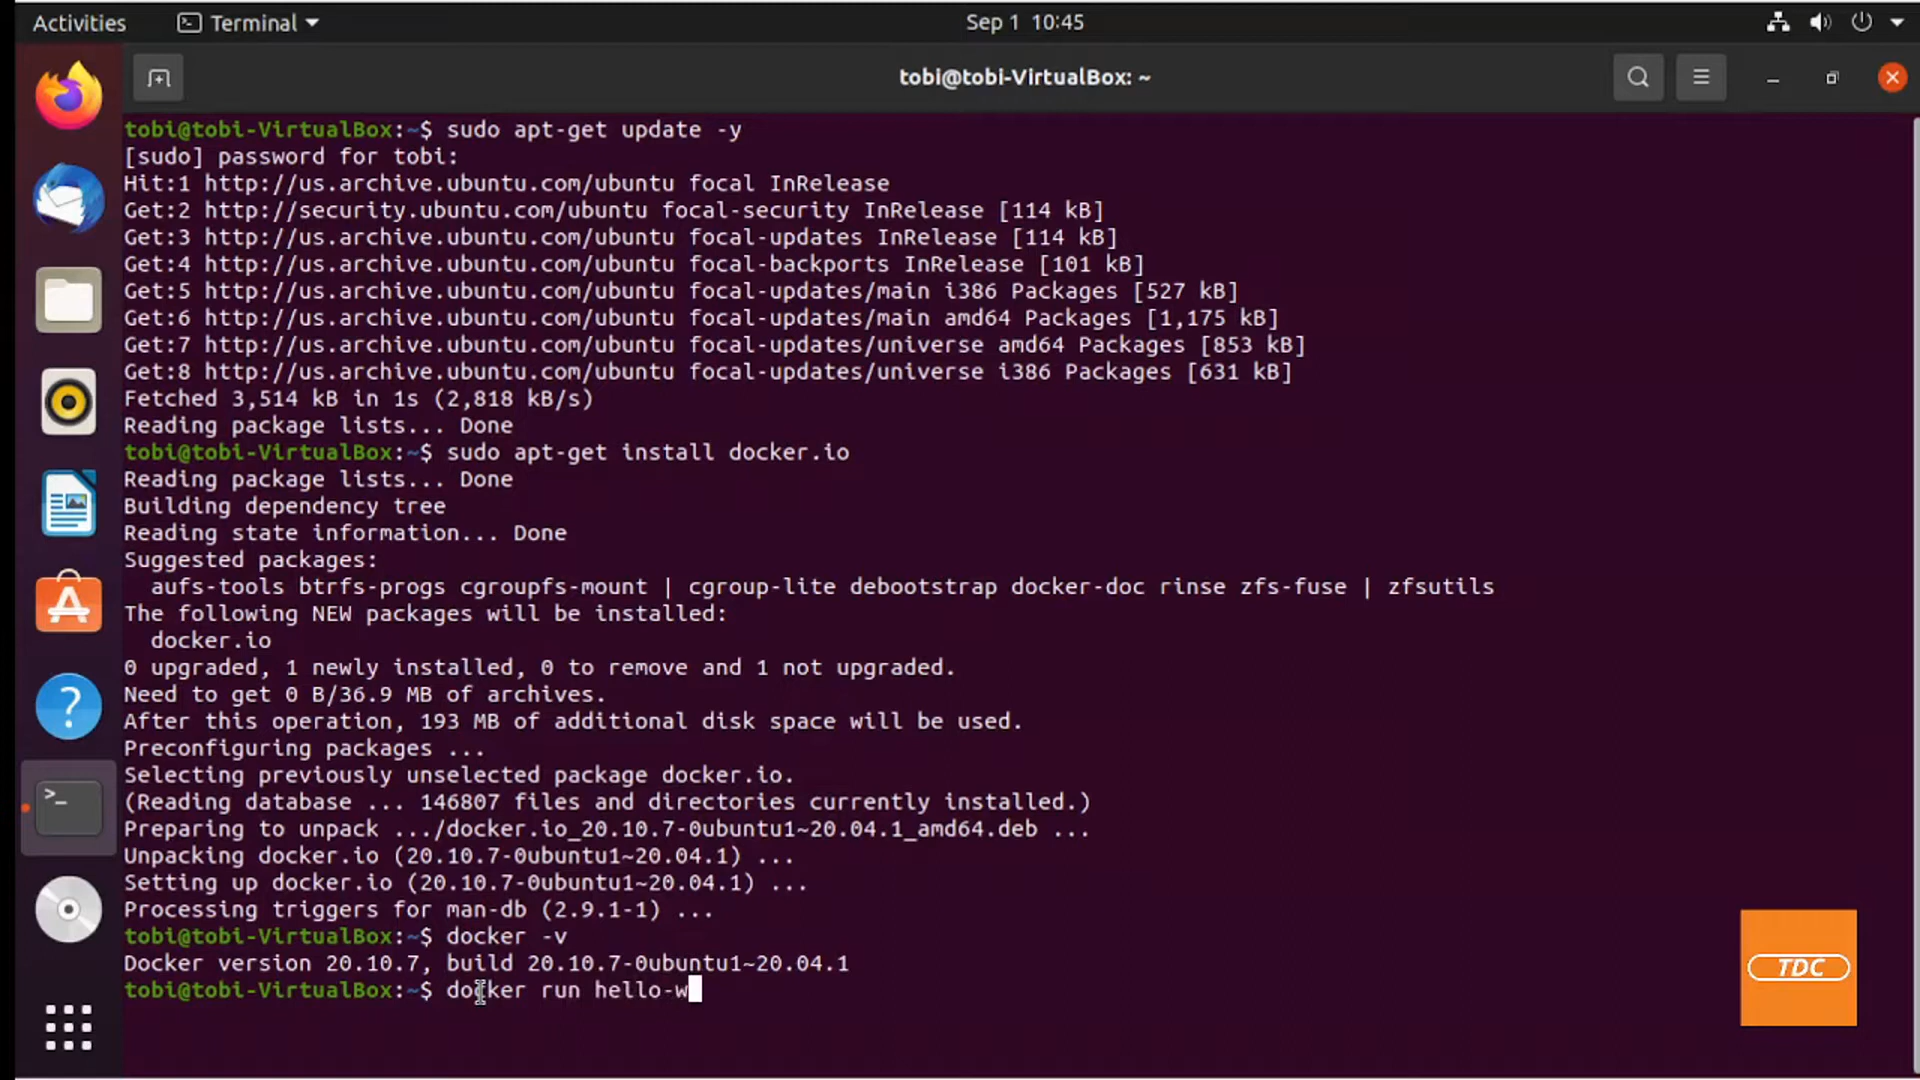 Activities Terminal Sep 1 10:45
tobi@tobi-VirtualBox: ~
tobi@tobi-VirtualBox:~$ sudo apt-get update -y
[sudo] password for tobi:
Hit:1 http://us.archive.ubuntu.com/ubuntu focal InRelease
Get:2 http://security.ubuntu.com/ubuntu focal-security InRelease [114 kB]
Get:3 http://us.archive.ubuntu.com/ubuntu focal-updates InRelease [114 kB]
Get:4 http://us.archive.ubuntu.com/ubuntu focal-backports InRelease [101 kB]
Get:5 http://us.archive.ubuntu.com/ubuntu focal-updates/main i386 Packages [527 kB]
Get:6 http://us.archive.ubuntu.com/ubuntu focal-updates/main amd64 Packages [1,175 kB]
Get:7 http://us.archive.ubuntu.com/ubuntu focal-updates/universe amd64 Packages [853 kB]
Get:8 http://us.archive.ubuntu.com/ubuntu focal-updates/universe i386 Packages [631 kB]
Fetched 3,514 kB in 1s (2,818 kB/s)
Reading package lists... Done
tobi@tobi-VirtualBox:~$ sudo apt-get install docker.io
Reading package lists... Done
Building dependency tree
Reading state information... Done
Suggested packages:
  aufs-tools btrfs-progs cgroupfs-mount | cgroup-lite debootstrap docker-doc rinse zfs-fuse | zfsutils
The following NEW packages will be installed:
  docker.io
0 upgraded, 1 newly installed, 0 to remove and 1 not upgraded.
Need to get 0 B/36.9 MB of archives.
After this operation, 193 MB of additional disk space will be used.
Preconfiguring packages ...
Selecting previously unselected package docker.io.
(Reading database ... 146807 files and directories currently installed.)
Preparing to unpack .../docker.io_20.10.7-0ubuntu1~20.04.1_amd64.deb ...
Unpacking docker.io (20.10.7-0ubuntu1~20.04.1) ...
Setting up docker.io (20.10.7-0ubuntu1~20.04.1) ...
Processing triggers for man-db (2.9.1-1) ...
tobi@tobi-VirtualBox:~$ docker -v
Docker version 20.10.7, build 20.10.7-0ubuntu1~20.04.1
tobi@tobi-VirtualBox:~$ docker run hello-w
TDC